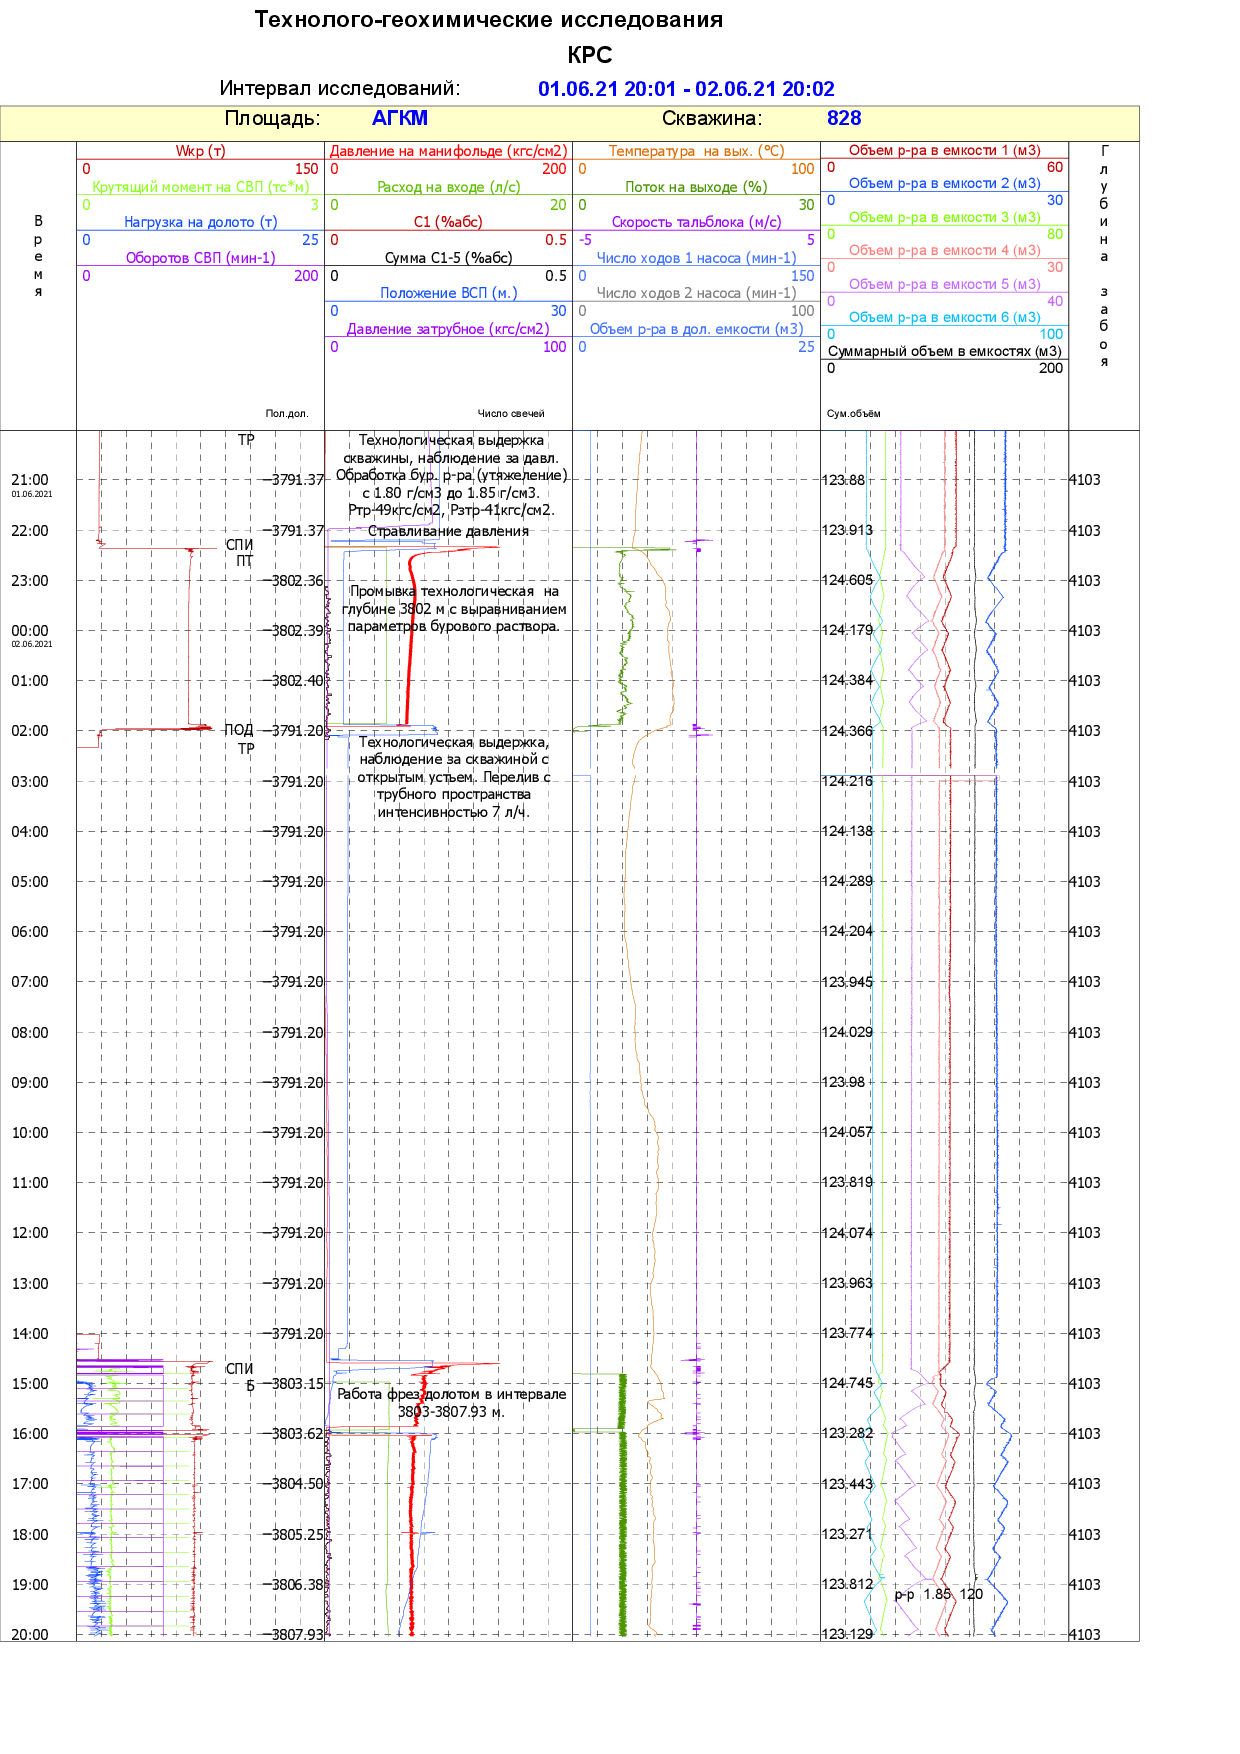 Технолого-геохимические исследования
КРС
Интервал исследований: 01.06.21 20:01 - 02.06.21 20:02
Площадь: АГКМ Скважина: 828
Время
Wкр (т)
0 150
Крутящий момент на СВП (тс*м)
0 3
Нагрузка на долото (т)
0 25
Оборотов СВП (мин-1)
0 200
Пол.дол.
Давление на манифольде (кгс/см2)
0 200
Расход на входе (л/с)
0 20
С1 (%абс)
0 0.5
Сумма С1-5 (%абс)
0 0.5
Положение ВСП (м.)
0 30
Давление затрубное (кгс/см2)
0 100
Число свечей
Температура на вых. (°С)
0 100
Поток на выходе (%)
0 30
Скорость тальблока (м/с)
-5 5
Число ходов 1 насоса (мин-1)
0 150
Число ходов 2 насоса (мин-1)
0 100
Объем р-ра в дол. емкости (м3)
0 25
Объем р-ра в емкости 1 (м3)
0 60
Объем р-ра в емкости 2 (м3)
0 30
Объем р-ра в емкости 3 (м3)
0 80
Объем р-ра в емкости 4 (м3)
0 30
Объем р-ра в емкости 5 (м3)
0 40
Объем р-ра в емкости 6 (м3)
0 100
Суммарный объем в емкостях (м3)
0 200
Сум.объём
Глубина забоя
ТР
Технологическая выдержка
скважины, наблюдение за давл.
Обработка бур. р-ра (утяжеление)
с 1.80 г/см3 до 1.85 г/см3.
Ртр-49кгс/см2, Рзтр-41кгс/см2.
21:00 3791.37 123.88 4103
01.06.2021
22:00 3791.37 Стравливание давления 123.913 4103
СПИ
ПТ
23:00 3802.36 124.605 4103
Промывка технологическая на
глубине 3802 м с выравниванием
параметров бурового раствора.
00:00 3802.39 124.179 4103
02.06.2021
01:00 3802.40 124.384 4103
02:00 ПОД 3791.20 124.366 4103
ТР
Технологическая выдержка,
наблюдение за скважиной с
открытым устьем. Перелив с
трубного пространства
интенсивностью 7 л/ч.
03:00 3791.20 124.216 4103
04:00 3791.20 124.138 4103
05:00 3791.20 124.289 4103
06:00 3791.20 124.204 4103
07:00 3791.20 123.945 4103
08:00 3791.20 124.029 4103
09:00 3791.20 123.98 4103
10:00 3791.20 124.057 4103
11:00 3791.20 123.819 4103
12:00 3791.20 124.074 4103
13:00 3791.20 123.963 4103
14:00 3791.20 123.774 4103
СПИ
15:00 3803.15 124.745 4103
Б
Работа фрез.долотом в интервале
3803-3807.93 м.
16:00 3803.62 123.282 4103
17:00 3804.50 123.443 4103
18:00 3805.25 123.271 4103
19:00 3806.38 123.812 4103
р-р 1.85 120
20:00 3807.93 123.129 4103